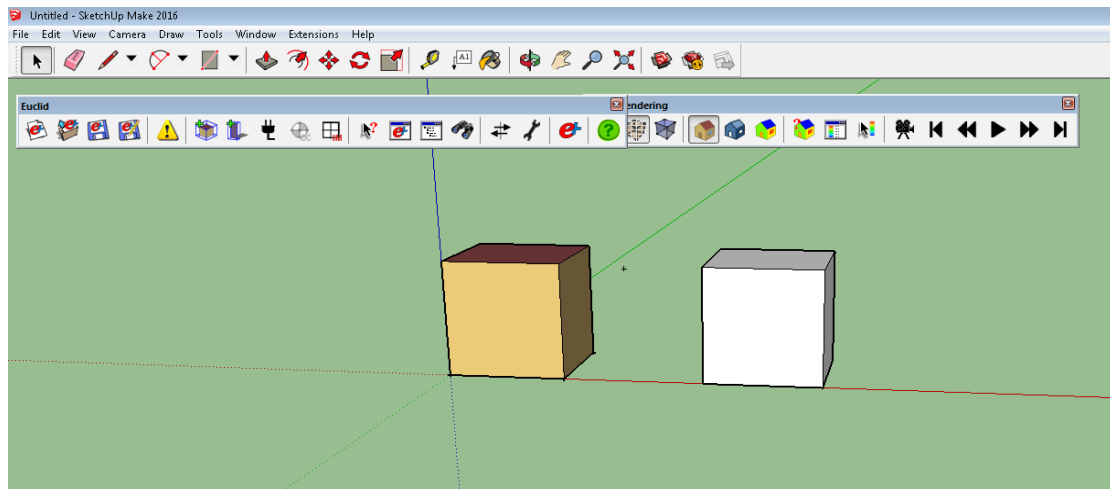 Untitled - SketchUp Make 2016
File Edit View Camera Draw Tools Window Extensions Help
A1
Euclid
endering